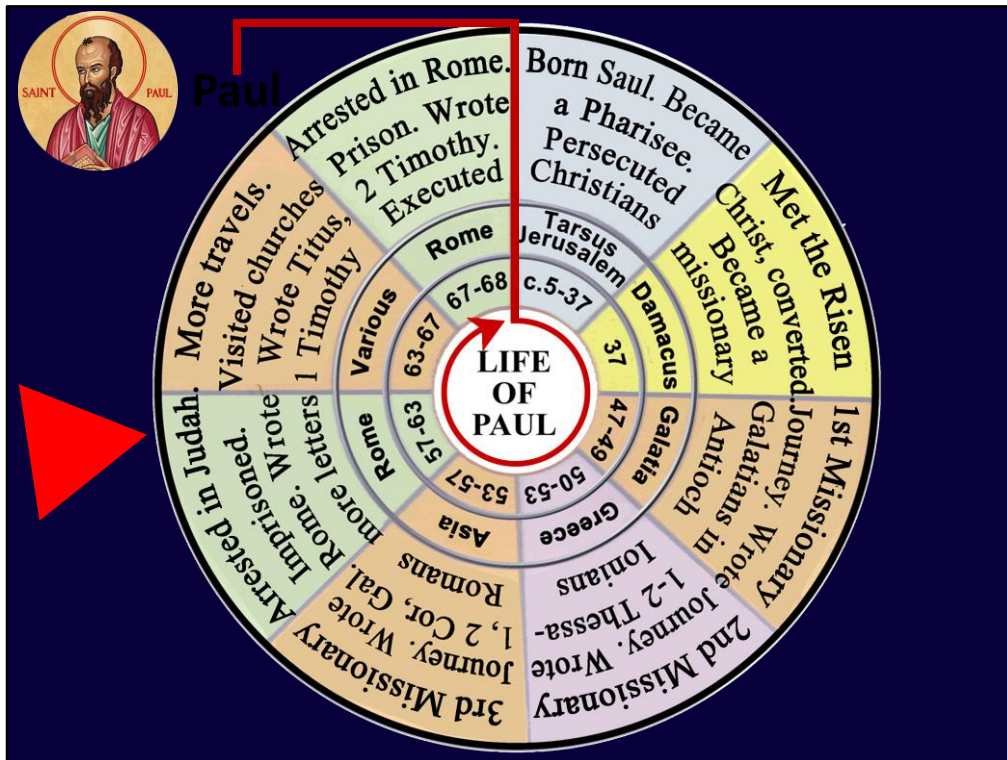 SAINT PAUL
Paul
LIFE
OF
PAUL
Born Saul. Became
a Pharisee.
Persecuted
Christians
Tarsus
Jerusalem
c.5-37
Met the Risen
Christ, converted.
Became a
missionary
Damacus
37
1st Missionary
Journey. Wrote
Galatians in
Antioch
Galatia
47-49
2nd Missionary
Journey. Wrote
1-2 Thessa-
Ionians
Greece
50-53
3rd Missionary
Journey. Wrote
1, 2 Cor, Gal.
Romans
Asia
53-57
Arrested in Judah.
Imprisoned.
Rome. Wrote
more letters
Rome
57-63
More travels.
Visited churches
Wrote Titus,
1 Timothy
Various
63-67
Arrested in Rome.
Prison. Wrote
2 Timothy.
Executed
Rome
67-68